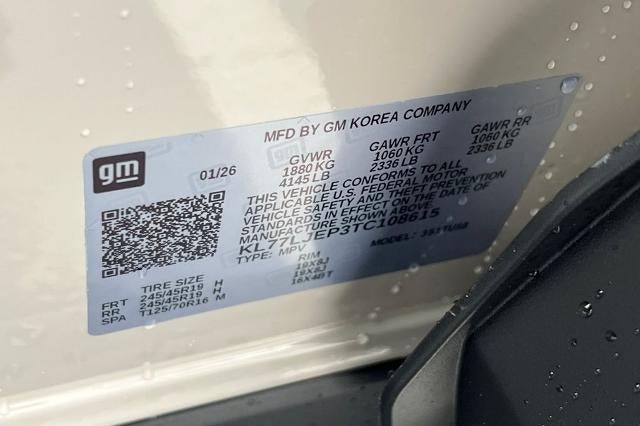 MFD BY GM KOREA COMPANY
gm
01/26
GVWR GAWR FRT GAWR RR
1880 KG 1060 KG 1060 KG
4145 LB 2336 LB 2336 LB
THIS VEHICLE CONFORMS TO ALL
APPLICABLE U.S. FEDERAL MOTOR
VEHICLE SAFETY AND THEFT PREVENTION
STANDARDS IN EFFECT ON THE DATE OF
MANUFACTURE SHOWN ABOVE.
KL77LJEP3TC108615
TYPE: MPV MODEL:
TIRE SIZE RIM
FRT 245/45R19 H 19X8J
RR 245/45R19 H 19X8J
SPA T125/70R16 M 16X4BT